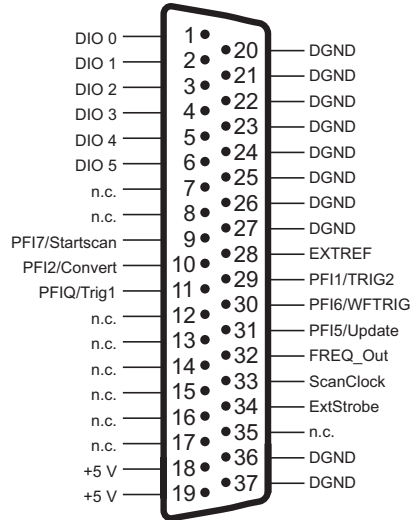 DIO 0 1
DIO 1 2
DIO 2 3
DIO 3 4
DIO 4 5
DIO 5 6
n.c. 7
n.c. 8
PFI7/Startscan 9
PFI2/Convert 10
PFIQ/Trig1 11
n.c. 12
n.c. 13
n.c. 14
n.c. 15
n.c. 16
n.c. 17
+5 V 18
+5 V 19
20 DGND
21 DGND
22 DGND
23 DGND
24 DGND
25 DGND
26 DGND
27 DGND
28 EXTREF
29 PFI1/TRIG2
30 PFI6/WFTRIG
31 PFI5/Update
32 FREQ_Out
33 ScanClock
34 ExtStrobe
35 n.c.
36 DGND
37 DGND